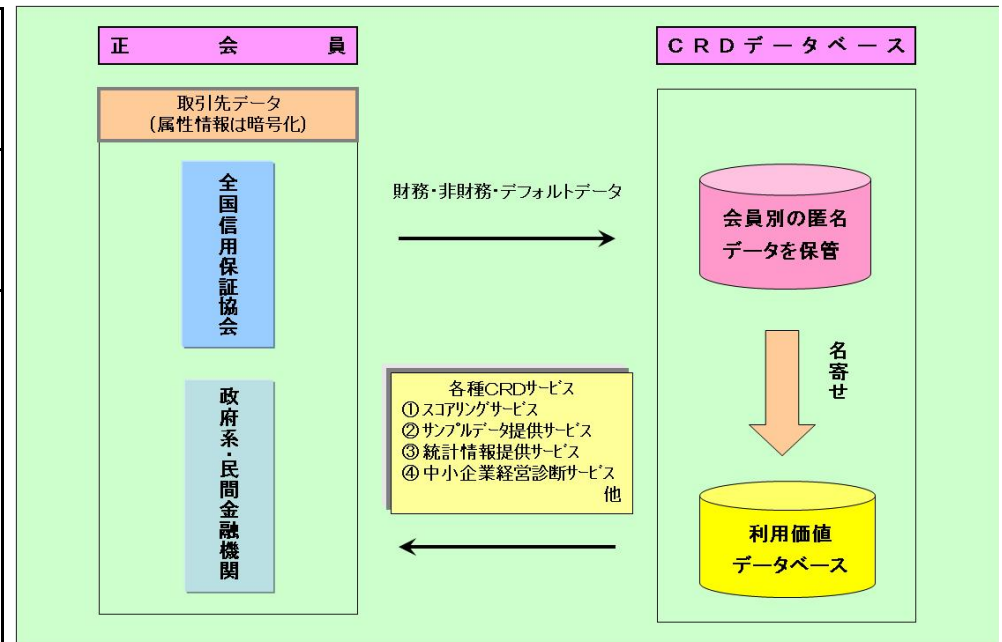 正会員
CRDデータベース
取引先データ
(属性情報は暗号化)
全国信用保証協会
財務・非財務・デフォルトデータ
会員別の匿名
データを保管
名寄せ
政府系・民間金融機関
各種CRDサービス
①スコアリングサービス
②サンプルデータ提供サービス
③統計情報提供サービス
④中小企業経営診断サービス
他
利用価値
データベース